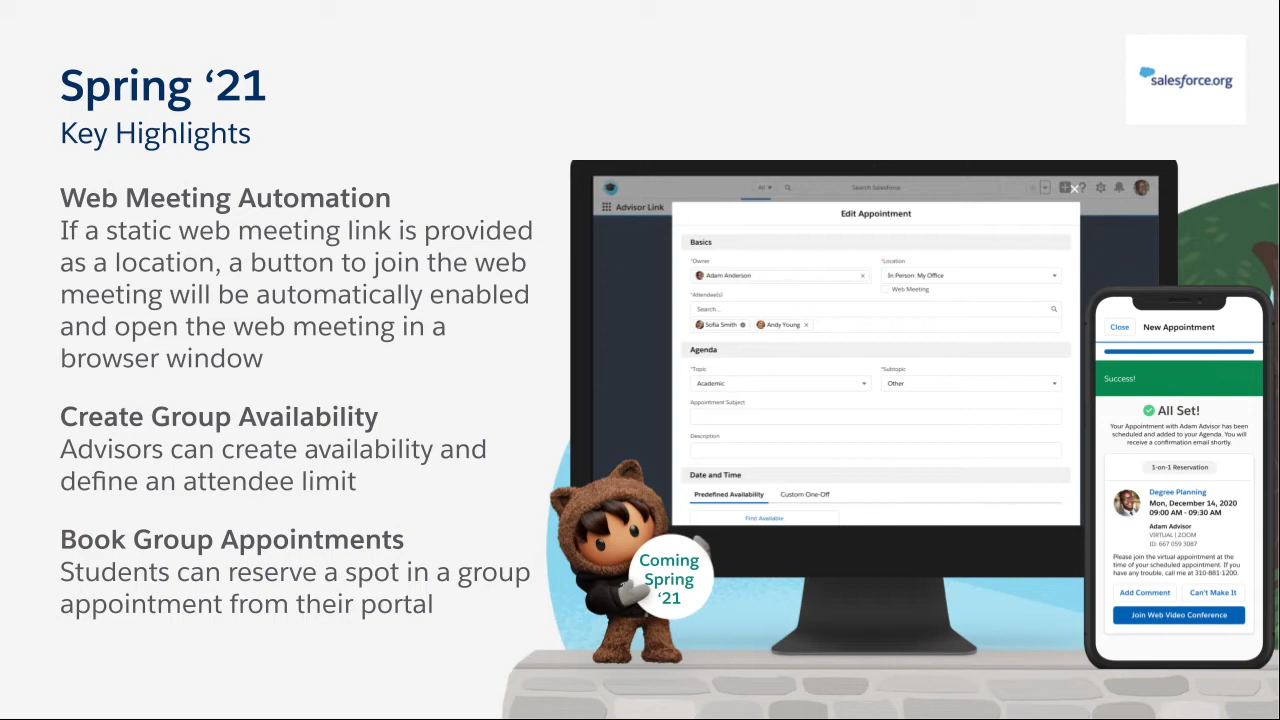 Spring ‘21
Key Highlights
salesforce.org
Web Meeting Automation
If a static web meeting link is provided
as a location, a button to join the web
meeting will be automatically enabled
and open the web meeting in a
browser window
Create Group Availability
Advisors can create availability and
define an attendee limit
Book Group Appointments
Students can reserve a spot in a group
appointment from their portal
All
Search Salesforce
Advisor Link
Edit Appointment
Basics
*Owner
*Location
Adam Anderson
In Person: My Office
Web Meeting
*Attendee(s)
Search...
Sofia Smith
Andy Young
Agenda
*Topic
*Subtopic
Academic
Other
Appointment Subject
Description
Date and Time
Predefined Availability
Custom One-Off
First Available
Coming
Spring
‘21
Close
New Appointment
Success!
All Set!
Your Appointment with Adam Advisor has been
scheduled and added to your Agenda. You will
receive a confirmation email shortly.
1-on-1 Reservation
Degree Planning
Mon, December 14, 2020
09:00 AM - 09:30 AM
Adam Advisor
VIRTUAL | ZOOM
ID: 667 059 3087
Please join the virtual appointment at the
time of your scheduled appointment. If you
have any trouble, call me at 310-881-1200.
Add Comment
Can't Make It
Join Web Video Conference